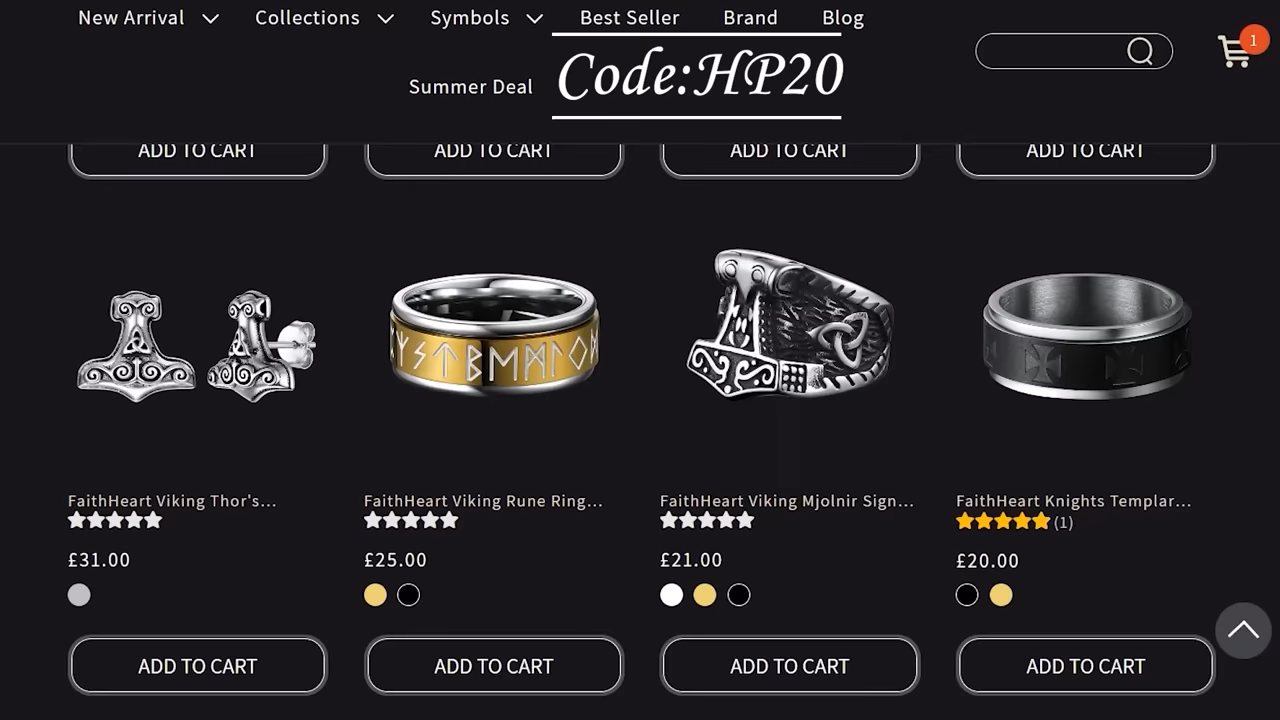 New Arrival
Collections
Symbols
Best Seller
Brand
Blog
1
Summer Deal
Code:HP20
ADD TO CART
ADD TO CART
ADD TO CART
ADD TO CART
FaithHeart Viking Thor's...
FaithHeart Viking Rune Ring...
FaithHeart Viking Mjolnir Sign...
FaithHeart Knights Templar...
(1)
£31.00
£25.00
£21.00
£20.00
ADD TO CART
ADD TO CART
ADD TO CART
ADD TO CART